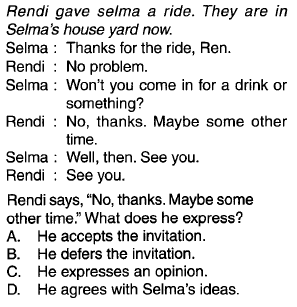 Rendi gave selma a ride. They are in
Selma's house yard now.
Selma : Thanks for the ride, Ren.
Rendi : No problem.
Selma : Won't you come in for a drink or
something?
Rendi : No, thanks. Maybe some other
time.
Selma : Well, then. See you.
Rendi : See you.
Rendi says, "No, thanks. Maybe some
other time." What does he express?
A. He accepts the invitation.
B. He defers the invitation.
C. He expresses an opinion.
D. He agrees with Selma's ideas.